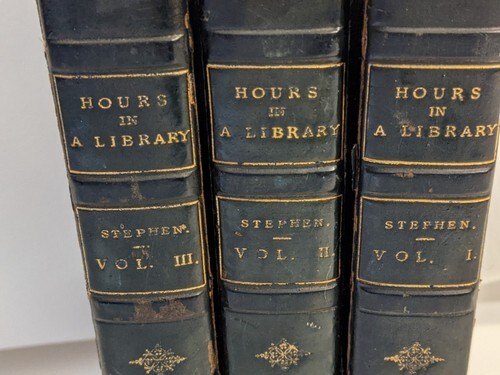 HOURS
IN
A LIBRARY
STEPHEN.
VOL. III.
HOURS
IN
A LIBRARY
STEPHEN.
VOL. II.
HOURS
IN
A LIBRARY
STEPHEN.
VOL. I.